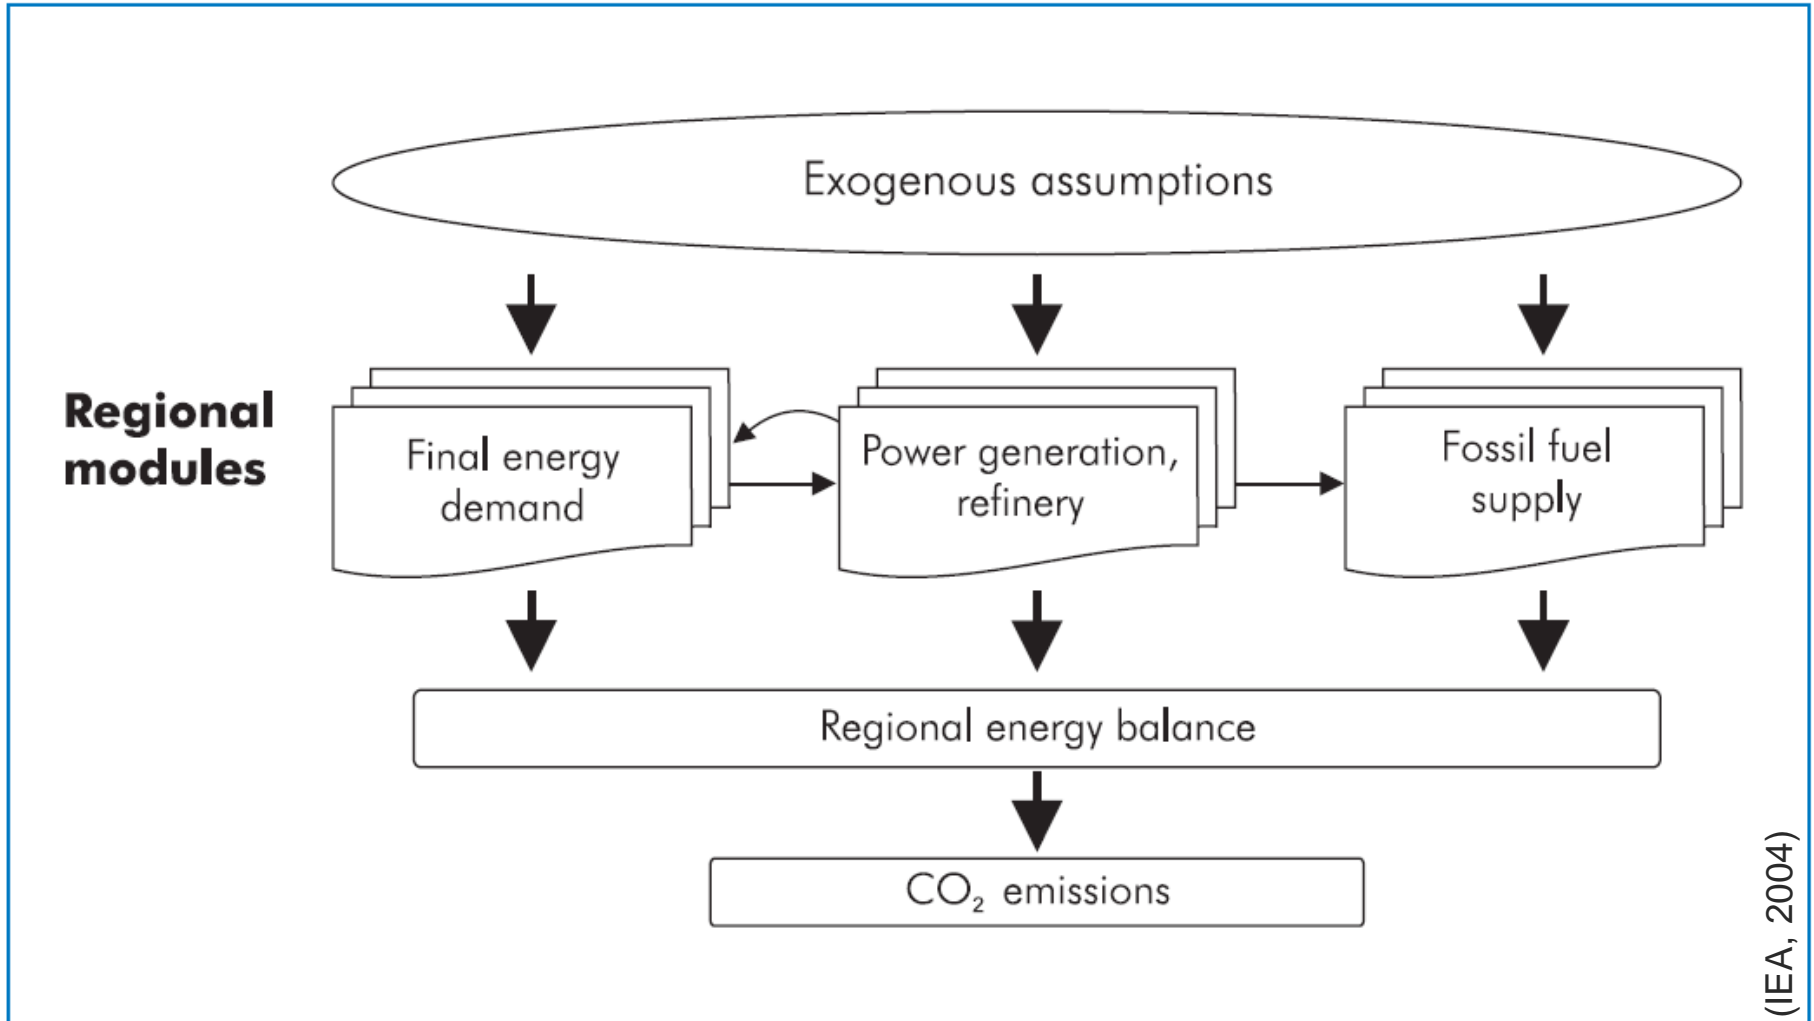 Exogenous assumptions
Regional
modules
Final energy
demand
Power generation,
refinery
Fossil fuel
supply
Regional energy balance
CO₂ emissions
(IEA, 2004)